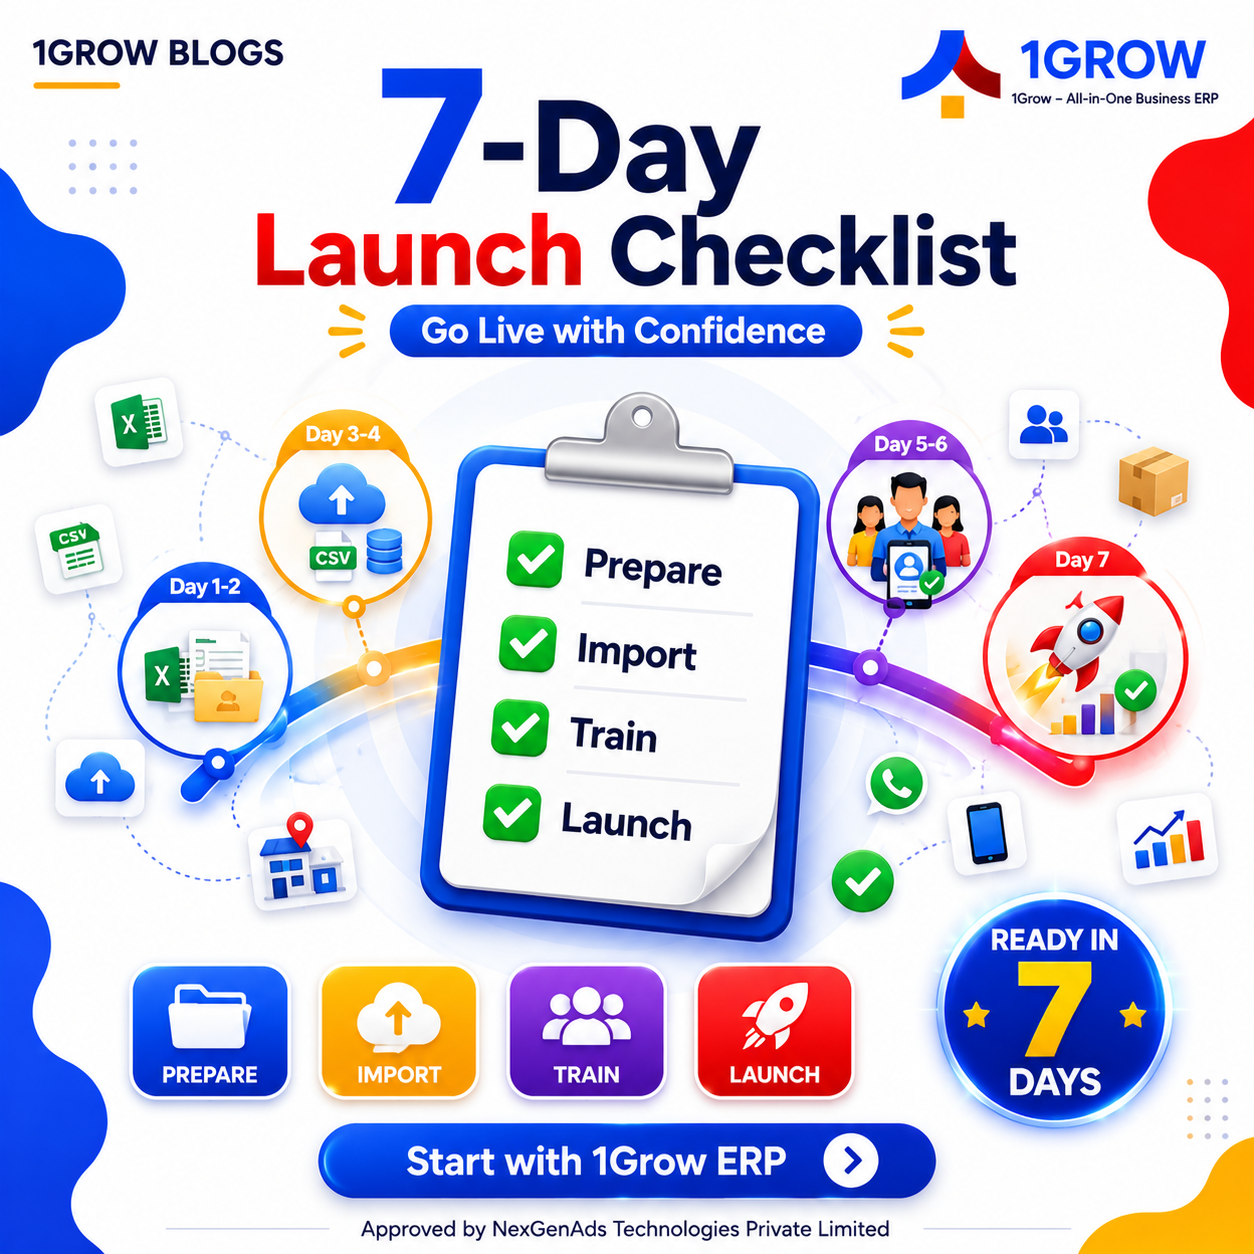 1GROW BLOGS
1GROW
1Grow – All-in-One Business ERP
7-Day
Launch Checklist
Go Live with Confidence
X
CSV
Day 1-2
X
Day 3-4
CSV
Prepare
Import
Train
Launch
Day 5-6
Day 7
PREPARE
IMPORT
TRAIN
LAUNCH
READY IN
7
DAYS
Start with 1Grow ERP
Approved by NexGenAds Technologies Private Limited